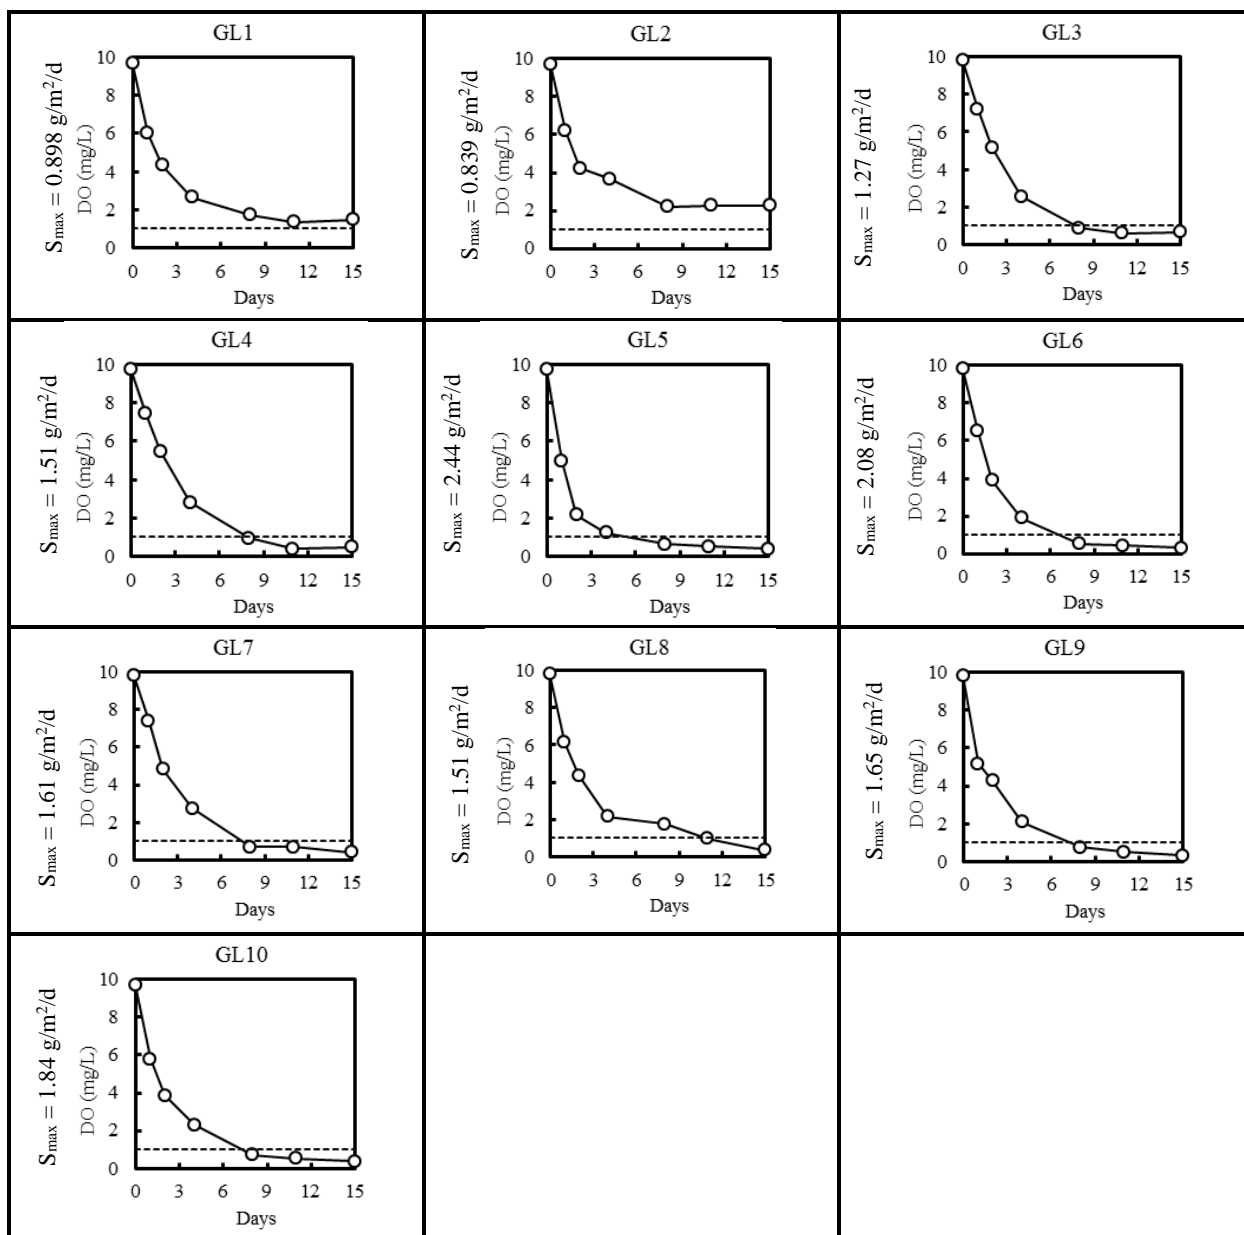 GL1
S_max = 0.898 g/m²/d
DO (mg/L)
10
8
6
4
2
0
0 3 6 9 12 15
Days
GL2
S_max = 0.839 g/m²/d
DO (mg/L)
10
8
6
4
2
0
0 3 6 9 12 15
Days
GL3
S_max = 1.27 g/m²/d
DO (mg/L)
10
8
6
4
2
0
0 3 6 9 12 15
Days
GL4
S_max = 1.51 g/m²/d
DO (mg/L)
10
8
6
4
2
0
0 3 6 9 12 15
Days
GL5
S_max = 2.44 g/m²/d
DO (mg/L)
10
8
6
4
2
0
0 3 6 9 12 15
Days
GL6
S_max = 2.08 g/m²/d
DO (mg/L)
10
8
6
4
2
0
0 3 6 9 12 15
Days
GL7
S_max = 1.61 g/m²/d
DO (mg/L)
10
8
6
4
2
0
0 3 6 9 12 15
Days
GL8
S_max = 1.51 g/m²/d
DO (mg/L)
10
8
6
4
2
0
0 3 6 9 12 15
Days
GL9
S_max = 1.65 g/m²/d
DO (mg/L)
10
8
6
4
2
0
0 3 6 9 12 15
Days
GL10
S_max = 1.84 g/m²/d
DO (mg/L)
10
8
6
4
2
0
0 3 6 9 12 15
Days